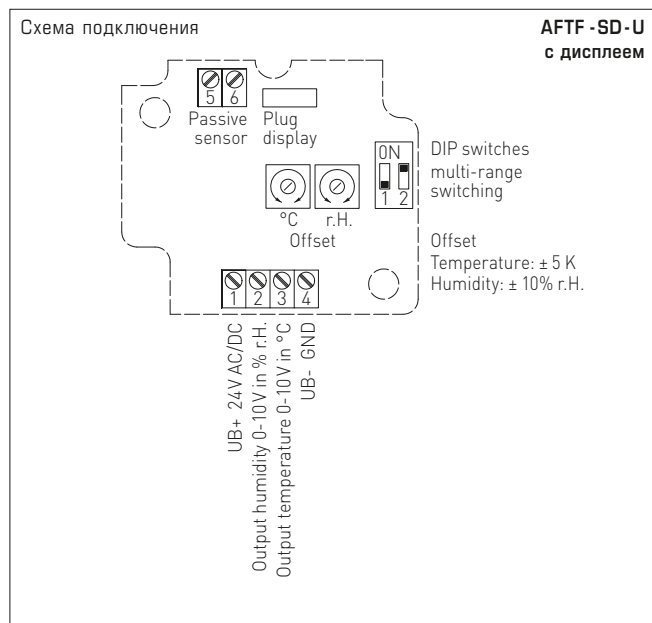 Схема подключения
AFTF - SD - U
с дисплеем
5 6
Passive
sensor
Plug
display
ON
1 2
DIP switches
multi-range
switching
°C r.H.
Offset
Offset
Temperature: ± 5 K
Humidity: ± 10% r.H.
1 2 3 4
UB+ 24V AC/DC
Output humidity 0-10V in % r.H.
Output temperature 0-10V in °C
UB- GND